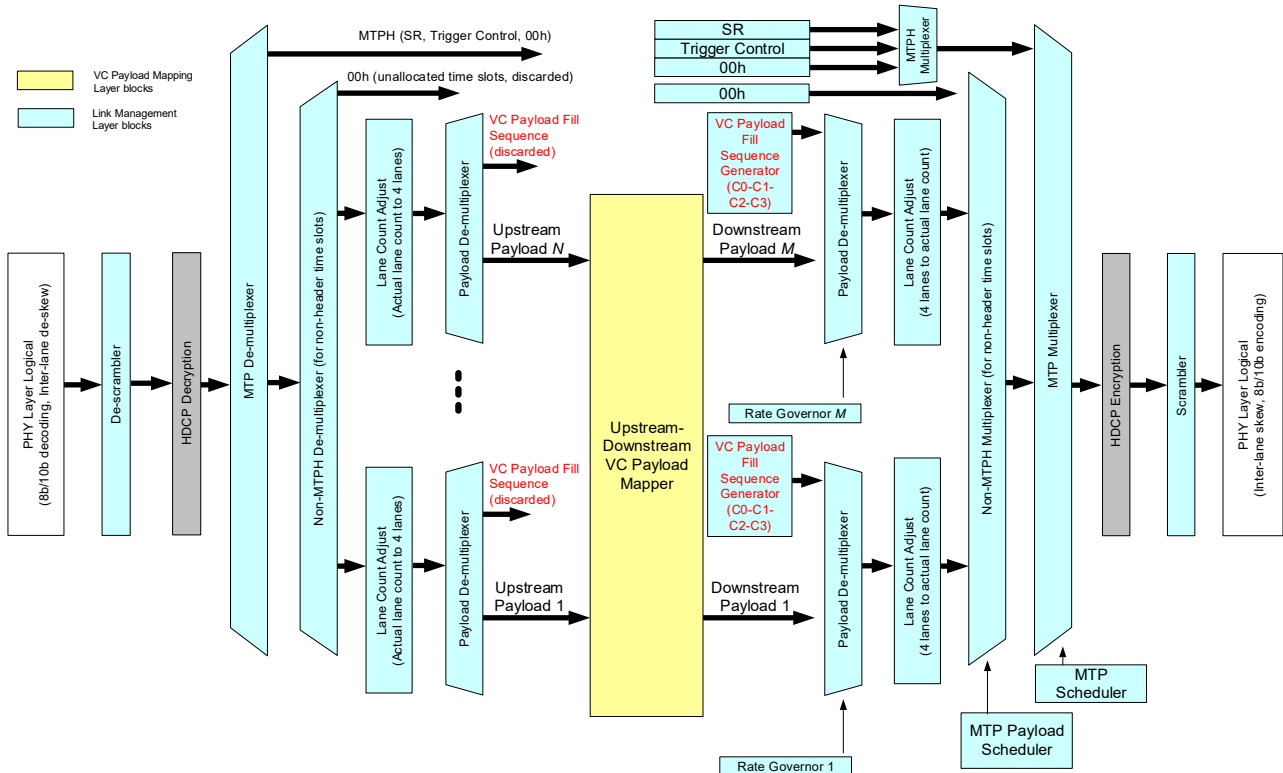 MTPH (SR, Trigger Control, 00h)
00h (unallocated time slots, discarded)
VC Payload Mapping
Layer blocks
Link Management
Layer blocks
SR
Trigger Control
00h
MTPH
Multiplexer
00h
PHY Layer Logical
(8b/10b decoding, Inter-lane de-skew)
De-scrambler
HDCP Decryption
MTP De-multiplexer
Non-MTPH De-multiplexer (for non-header time slots)
Lane Count Adjust
(Actual lane count to 4 lanes)
Payload De-multiplexer
VC Payload Fill
Sequence
(discarded)
Upstream
Payload N
Lane Count Adjust
(Actual lane count to 4 lanes)
Payload De-multiplexer
VC Payload Fill
Sequence
(discarded)
Upstream
Payload 1
Upstream-
Downstream
VC Payload
Mapper
VC Payload
Fill
Sequence
Generator
(C0-C1-
C2-C3)
Downstream
Payload M
Payload De-multiplexer
Lane Count Adjust
(4 lanes to actual lane count)
Rate Governor M
VC Payload
Fill
Sequence
Generator
(C0-C1-
C2-C3)
Downstream
Payload 1
Payload De-multiplexer
Lane Count Adjust
(4 lanes to actual lane count)
Rate Governor 1
Non-MTPH Multiplexer (for non-MTPH time slots)
MTP Multiplexer
MTP
Scheduler
MTP Payload
Scheduler
HDCP Encryption
Scrambler
PHY Layer Logical
(Inter-lane skew, 8b/10b encoding)